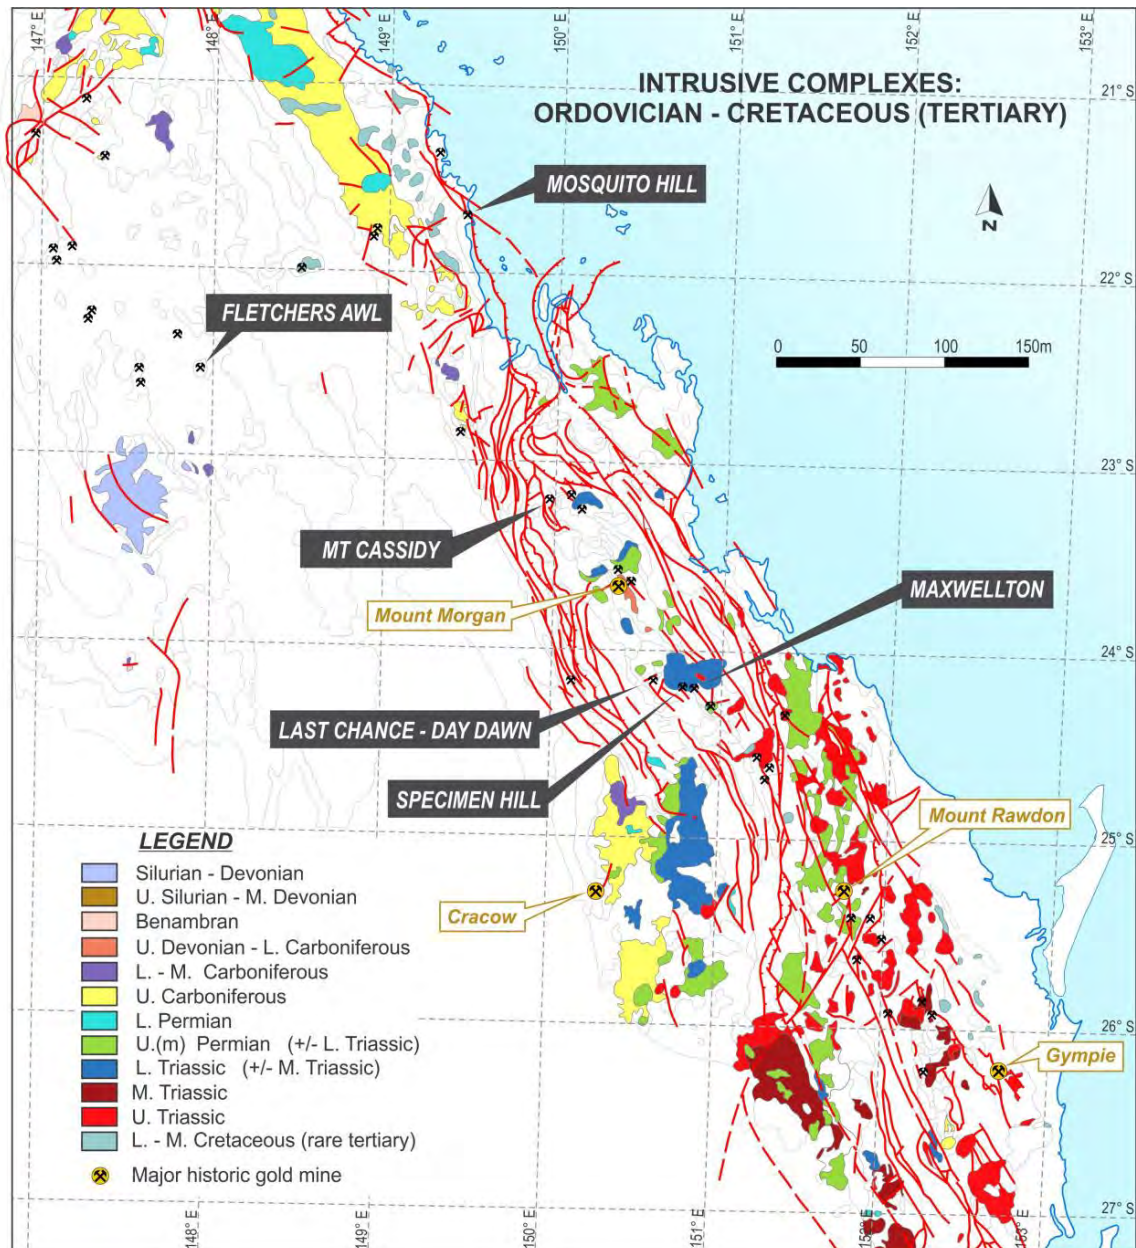 147° E
148° E
149° E
150° E
151° E
152° E
153° E
INTRUSIVE COMPLEXES:
ORDOVICIAN - CRETACEOUS (TERTIARY)
21° S
MOSQUITO HILL
N
22° S
FLETCHERS AWL
0 50 100 150m
23° S
MT CASSIDY
MAXWELLTON
Mount Morgan
24° S
LAST CHANCE - DAY DAWN
SPECIMEN HILL
Mount Rawdon
25° S
Cracow
26° S
Gympie
LEGEND
Silurian - Devonian
U. Silurian - M. Devonian
Benambran
U. Devonian - L. Carboniferous
L. - M. Carboniferous
U. Carboniferous
L. Permian
U.(m) Permian (+/- L. Triassic)
L. Triassic (+/- M. Triassic)
M. Triassic
U. Triassic
L. - M. Cretaceous (rare tertiary)
Major historic gold mine
27° S
148° E
149° E
150° E
151° E
152° E
153° E